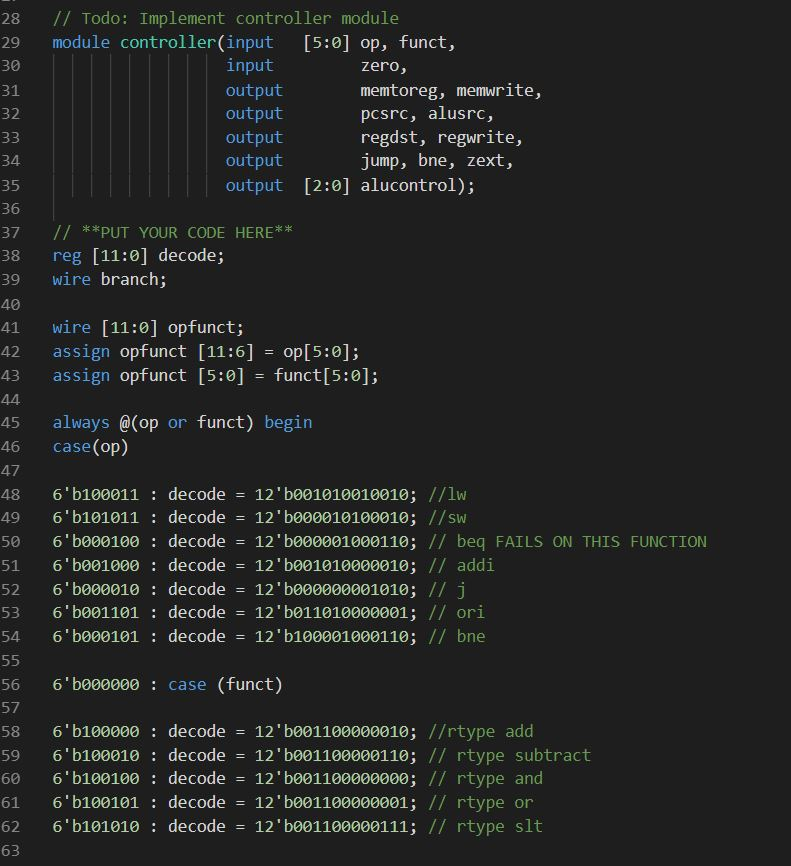 28 // Todo: Implement controller module
29 module controller(input [5:0] op, funct,
30 input zero,
31 output memtoreg, memwrite,
32 output pcsrc, alusrc,
33 output regdst, regwrite,
34 output jump, bne, zext,
35 output [2:0] alucontrol);
36
37 // **PUT YOUR CODE HERE**
38 reg [11:0] decode;
39 wire branch;
40
41 wire [11:0] opfunct;
42 assign opfunct [11:6] = op[5:0];
43 assign opfunct [5:0] = funct[5:0];
44
45 always @(op or funct) begin
46 case(op)
47
48 6'b100011 : decode = 12'b001010010010; //lw
49 6'b101011 : decode = 12'b000010100010; //sw
50 6'b000100 : decode = 12'b000001000110; // beq FAILS ON THIS FUNCTION
51 6'b001000 : decode = 12'b001010000010; // addi
52 6'b000010 : decode = 12'b000000001010; // j
53 6'b001101 : decode = 12'b011010000001; // ori
54 6'b000101 : decode = 12'b100001000110; // bne
55
56 6'b000000 : case (funct)
57
58 6'b100000 : decode = 12'b001100000010; //rtype add
59 6'b100010 : decode = 12'b001100000110; // rtype subtract
60 6'b100100 : decode = 12'b001100000000; // rtype and
61 6'b100101 : decode = 12'b001100000001; // rtype or
62 6'b101010 : decode = 12'b001100000111; // rtype slt
63